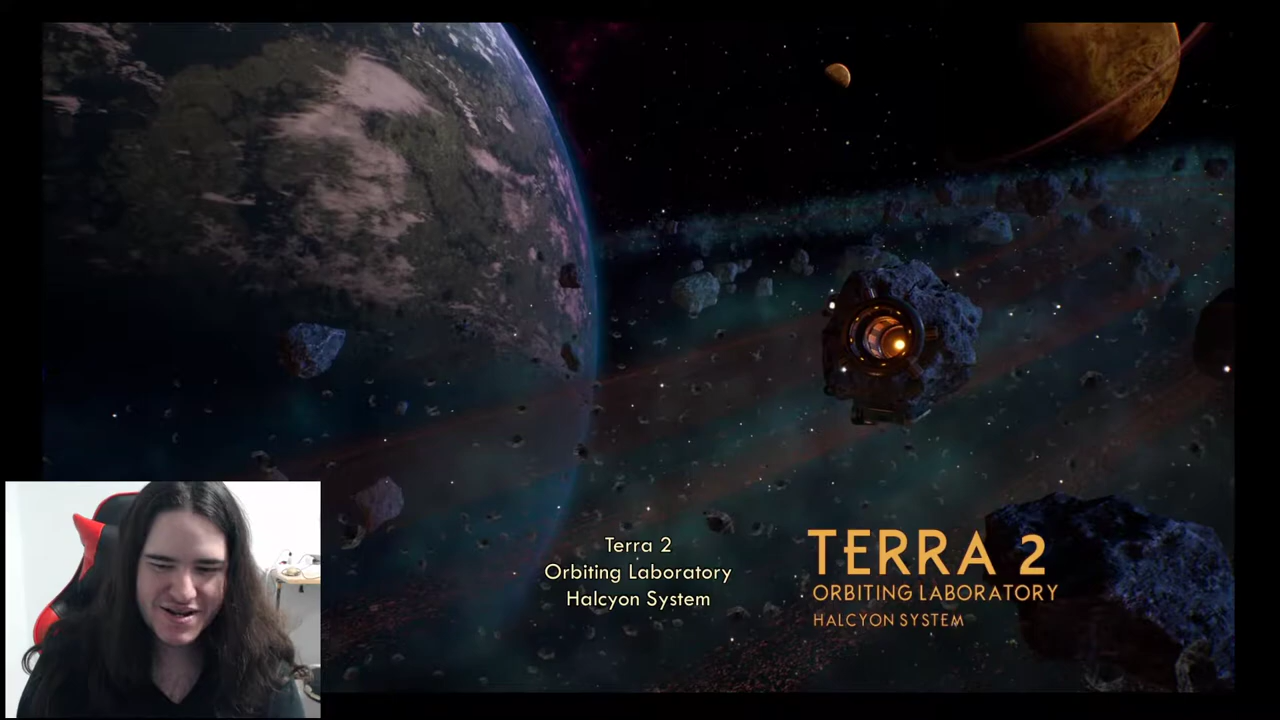 Terra 2
Orbiting Laboratory
Halcyon System
TERRA 2
ORBITING LABORATORY
HALCYON SYSTEM